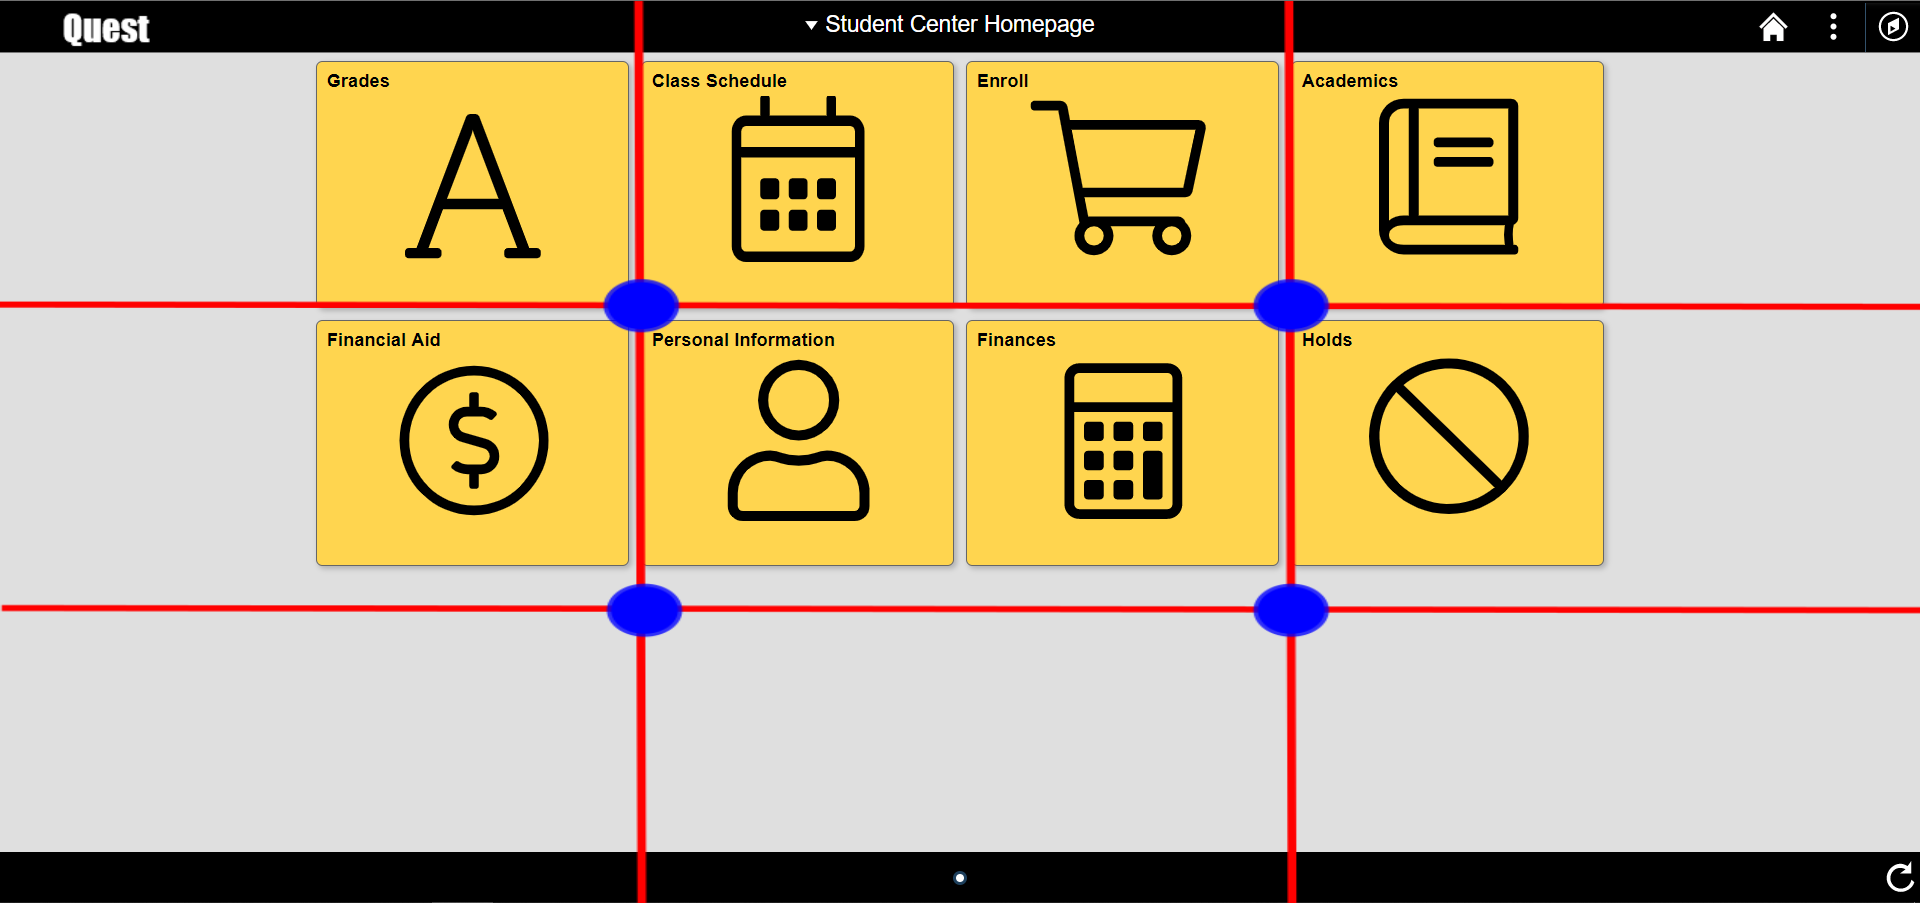 Quest
Student Center Homepage
Grades
Class Schedule
Enroll
Academics
Financial Aid
Personal Information
Finances
Holds